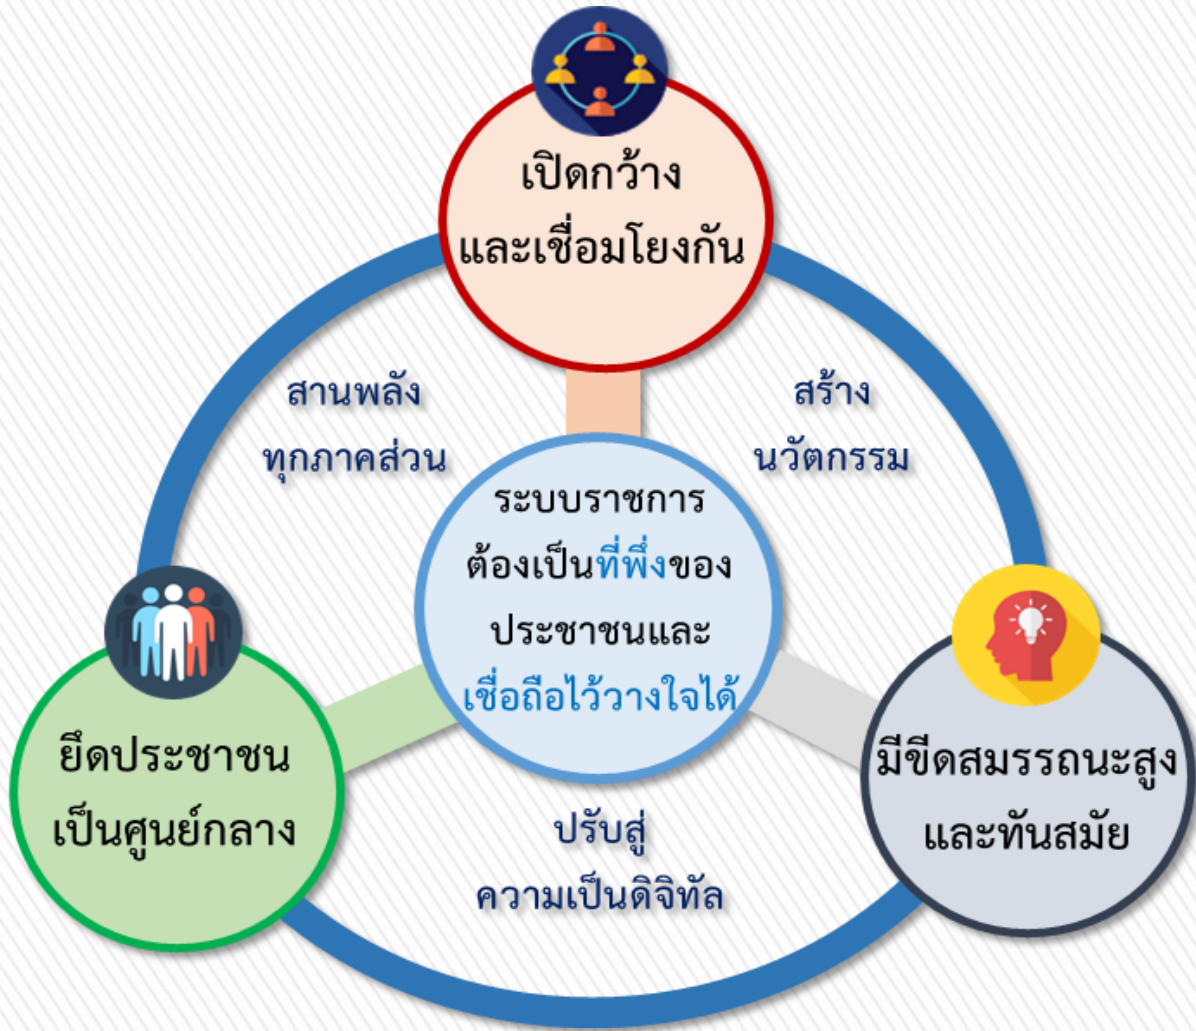 เปิดกว้าง
และเชื่อมโยงกัน
สานพลัง
ทุกภาคส่วน
สร้าง
นวัตกรรม
ระบบราชการ
ต้องเป็นที่พึ่งของ
ประชาชนและ
เชื่อถือไว้วางใจได้
ยึดประชาชน
เป็นศูนย์กลาง
มีขีดสมรรถนะสูง
และทันสมัย
ปรับสู่
ความเป็นดิจิทัล